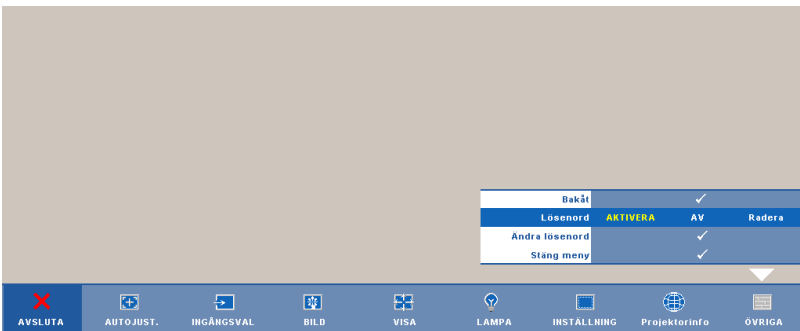 Bakåt
Lösenord AKTIVERA AV Radera
Ändra lösenord
Stäng meny
AVSLUTA AUTOJUST. INGÅNGSVAL BILD VISA LAMPA INSTÄLLNING Projektorinfo ÖVRIGA